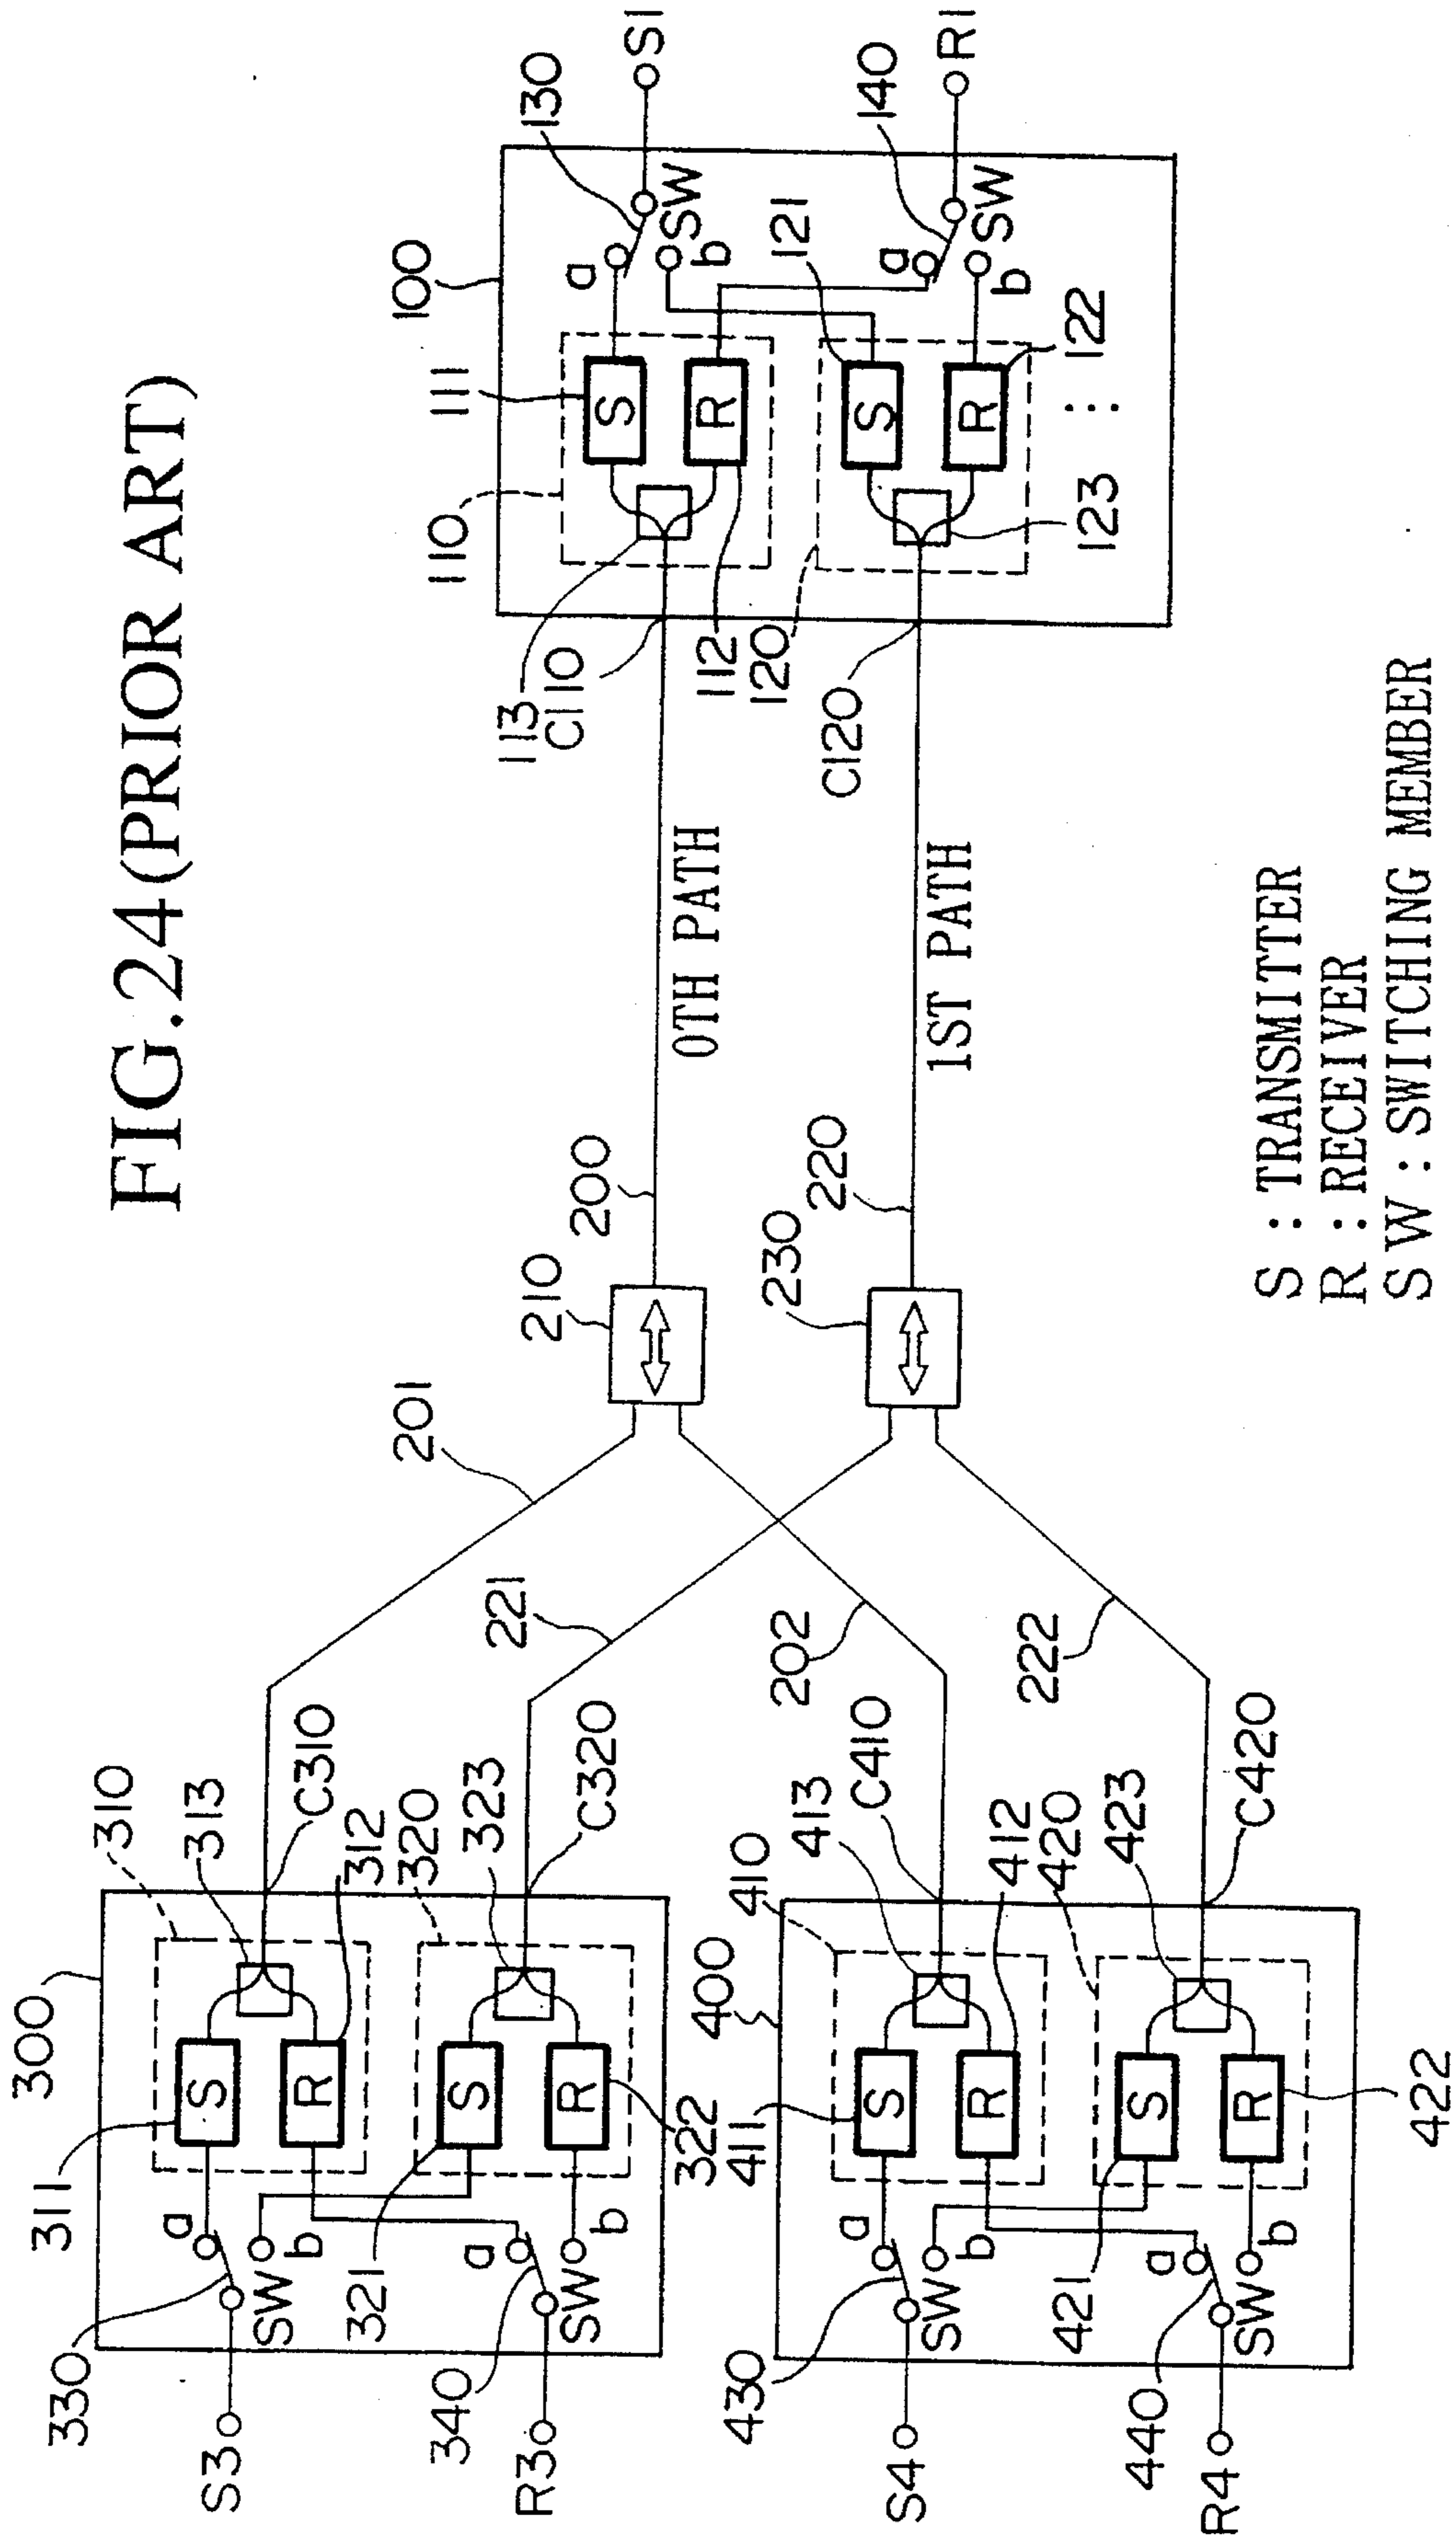 FIG.24(PRIOR ART)
300
311
310
313
C310
312
S
R
330
a
SW
b
S3
321
320
323
C320
S
R
322
340
a
SW
b
R3
201
221
210
200
0TH PATH
230
220
1ST PATH
202
222
400
411
410
413
C410
412
S
R
430
a
SW
b
S4
421
420
423
C420
S
R
422
440
a
SW
b
R4
100
110
111
113
C110
112
S
R
130
a
SW
b
S1
120
121
C120
123
122
S
R
140
a
SW
b
R1
:
S : TRANSMITTER
R : RECEIVER
S W : SWITCHING MEMBER